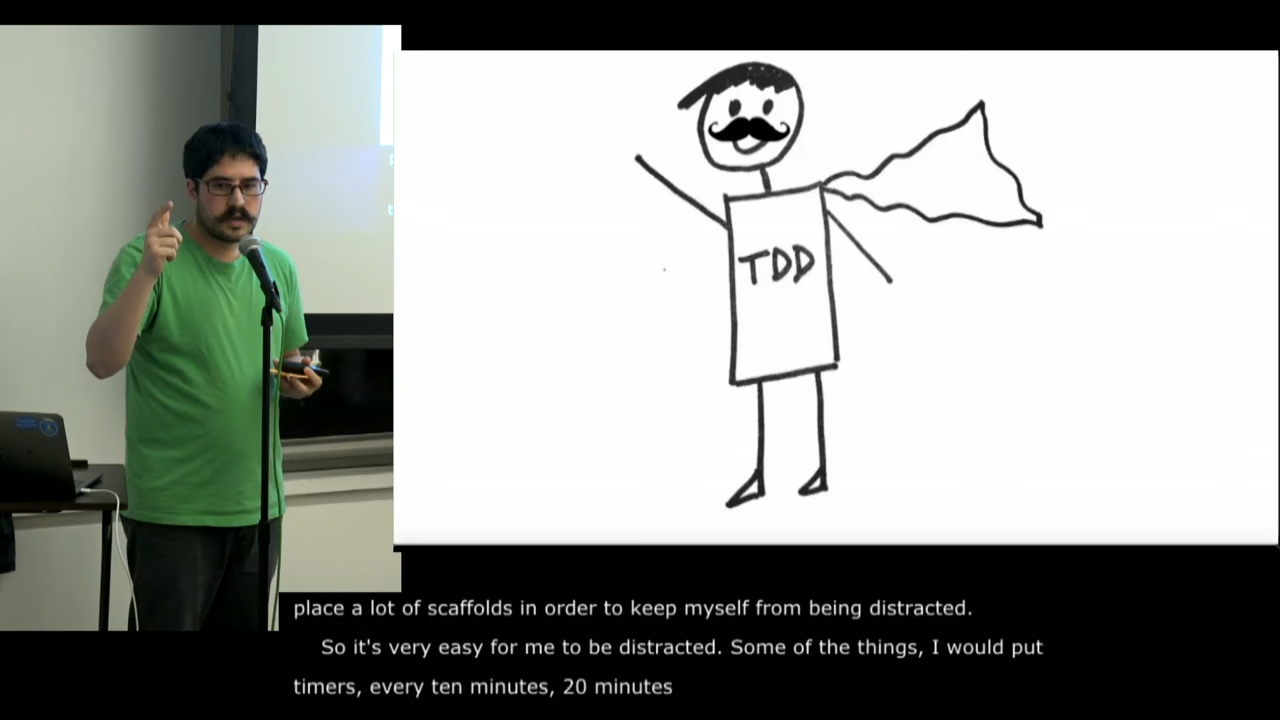 TDD
place a lot of scaffolds in order to keep myself from being distracted.
So it's very easy for me to be distracted. Some of the things, I would put
timers, every ten minutes, 20 minutes